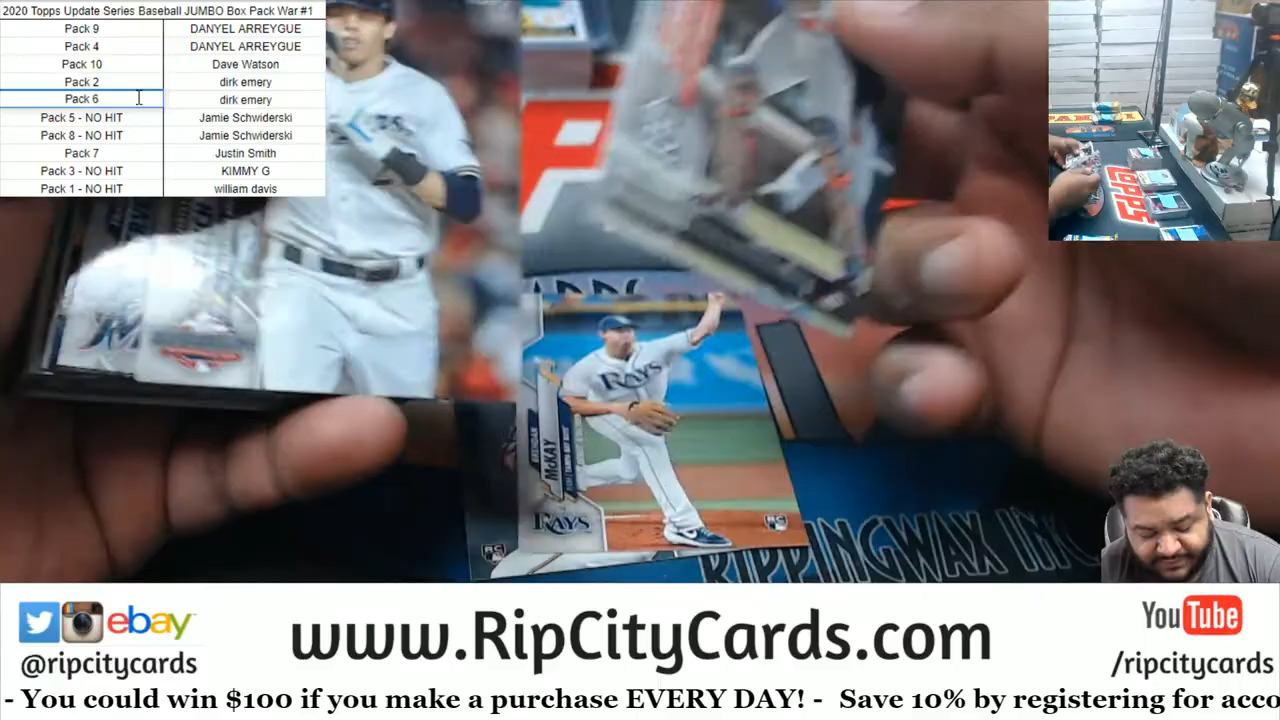 2020 Topps Update Series Baseball JUMBO Box Pack War #1
Pack 9 DANYEL ARREYGUE
Pack 4 DANYEL ARREYGUE
Pack 10 Dave Watson
Pack 2 dirk emery
Pack 6 dirk emery
Pack 5 - NO HIT Jamie Schwiderski
Pack 8 - NO HIT Jamie Schwiderski
Pack 7 Justin Smith
Pack 3 - NO HIT KIMMY G
Pack 1 - NO HIT william davis
TOPPS
RAYS
BRENDAN
McKAY
RAYS
RC
RC
RIPPINGWAX INC
ebay
@ripcitycards
www.RipCityCards.com
YouTube
/ripcitycards
- You could win $100 if you make a purchase EVERY DAY! - Save 10% by registering for acco